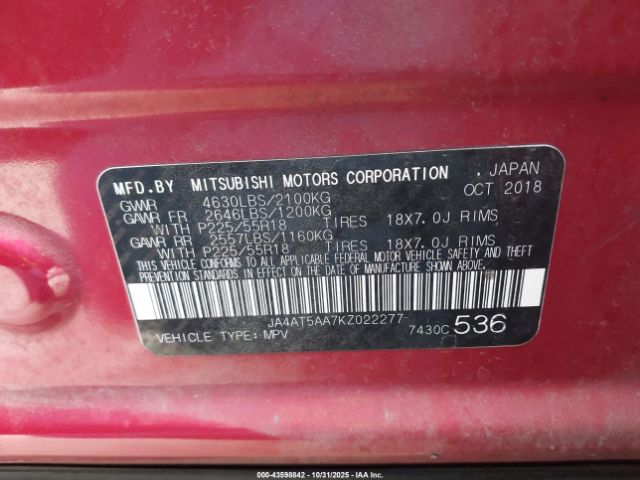 MFD.BY MITSUBISHI MOTORS CORPORATION , JAPAN
GVWR 4630LBS/2100KG OCT 2018
GAWR FR 2646LBS/1200KG
WITH P225/55R18 TIRES 18X7.0J RIMS
GAWR RR 2557LBS/1160KG
WITH P225/55R18 TIRES 18X7.0J RIMS
THIS VEHICLE CONFORMS TO ALL APPLICABLE FEDERAL MOTOR VEHICLE SAFETY AND THEFT
PREVENTION STANDARDS IN EFFECT ON THE DATE OF MANUFACTURE SHOWN ABOVE.
JA4AT5AA7KZ022277
VEHICLE TYPE: MPV 7430C 536
000-43598842 - 10/31/2025 - IAA Inc.